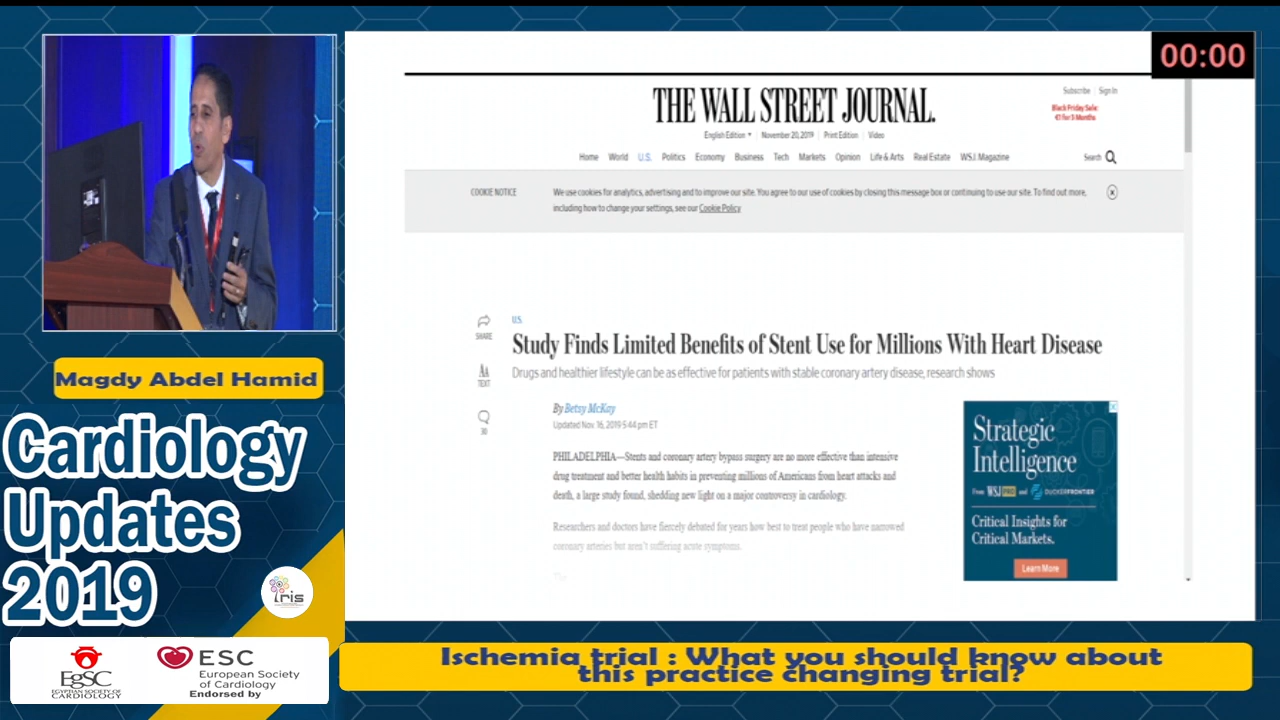 00:00
THE WALL STREET JOURNAL.
Subscribe | Sign In
Black Friday Sale:
€1 for 3 Months
English Edition ▾ | November 20, 2019 | Print Edition | Video
Home World U.S. Politics Economy Business Tech Markets Opinion Life & Arts Real Estate WSJ. Magazine Search
COOKIE NOTICE
We use cookies for analytics, advertising and to improve our site. You agree to our use of cookies by closing this message box or continuing to use our site. To find out more,
including how to change your settings, see our Cookie Policy
U.S.
SHARE
Study Finds Limited Benefits of Stent Use for Millions With Heart Disease
Drugs and healthier lifestyle can be as effective for patients with stable coronary artery disease, research shows
AA
TEXT
By Betsy McKay
Updated Nov. 16, 2019 5:44 pm ET
PHILADELPHIA—Stents and coronary artery bypass surgery are no more effective than intensive
drug treatment and better health habits in preventing millions of Americans from heart attacks and
death, a large study found, shedding new light on a major controversy in cardiology.
Researchers and doctors have fiercely debated for years how best to treat people who have narrowed
coronary arteries but aren't suffering acute symptoms.
Strategic
Intelligence
From WSJ PRO and DUCKERFRONTIER
Critical Insights for
Critical Markets.
Learn More
Magdy Abdel Hamid
Cardiology
Updates
2019
iris
EgSC
EGYPTIAN SOCIETY OF
CARDIOLOGY
ESC
European Society
of Cardiology
Endorsed by
Ischemia trial : What you should know about
this practice changing trial?